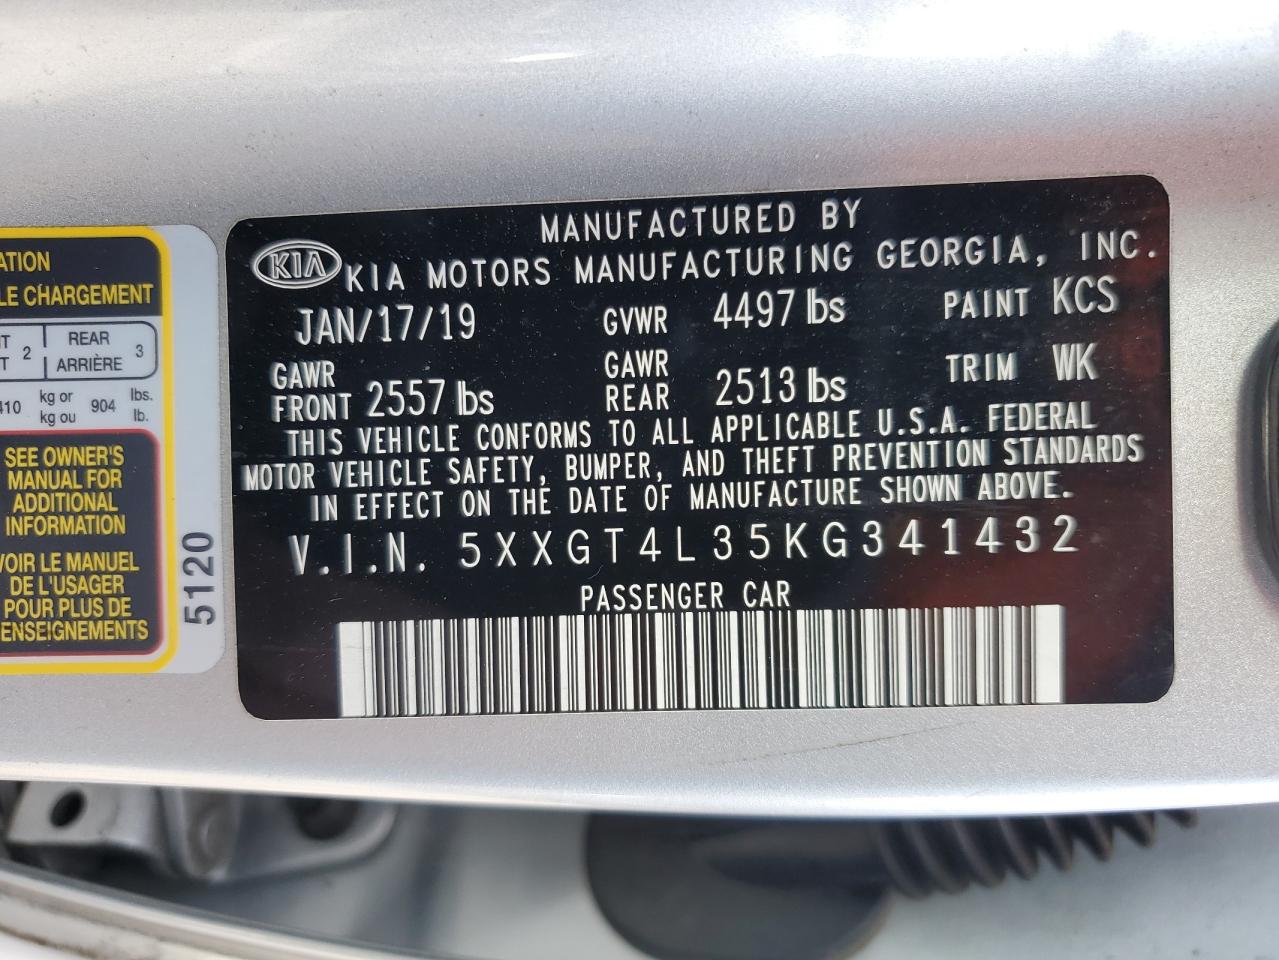 ATION
LE CHARGEMENT
T 2 REAR 3
T ARRIÈRE
410 kg or 904 lbs.
kg ou lb.
SEE OWNER'S
MANUAL FOR
ADDITIONAL
INFORMATION
VOIR LE MANUEL
DE L'USAGER
POUR PLUS DE
ENSEIGNEMENTS
5120
MANUFACTURED BY
KIA KIA MOTORS MANUFACTURING GEORGIA, INC.
JAN/17/19 GVWR 4497 lbs PAINT KCS
GAWR FRONT 2557 lbs GAWR REAR 2513 lbs TRIM WK
THIS VEHICLE CONFORMS TO ALL APPLICABLE U.S.A. FEDERAL
MOTOR VEHICLE SAFETY, BUMPER, AND THEFT PREVENTION STANDARDS
IN EFFECT ON THE DATE OF MANUFACTURE SHOWN ABOVE.
V.I.N. 5XXGT4L35KG341432
PASSENGER CAR